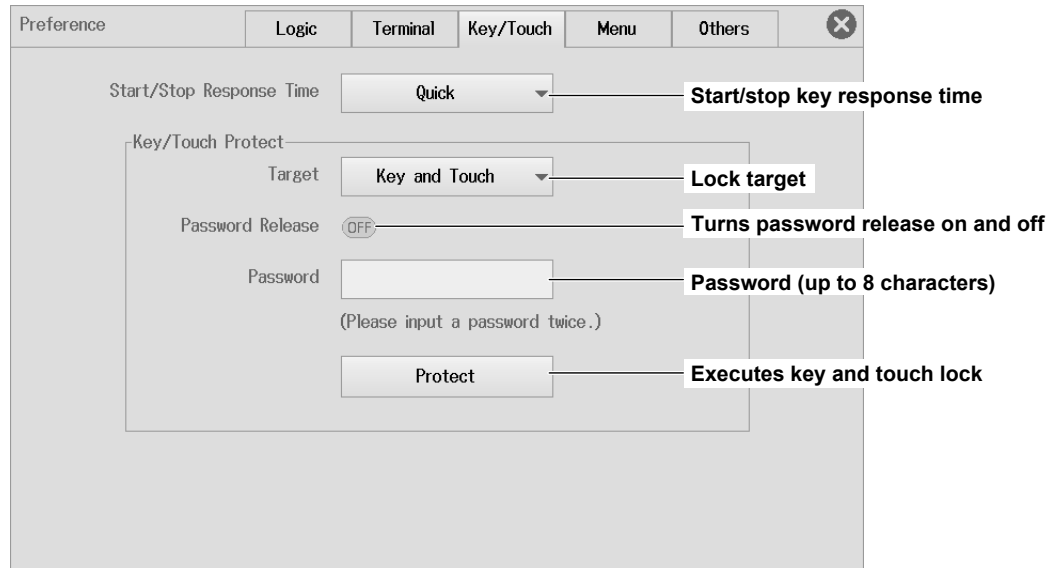 Preference Logic Terminal Key/Touch Menu Others
Start/Stop Response Time Quick Start/stop key response time
Key/Touch Protect
Target Key and Touch Lock target
Password Release OFF Turns password release on and off
Password Password (up to 8 characters)
(Please input a password twice.)
Protect Executes key and touch lock